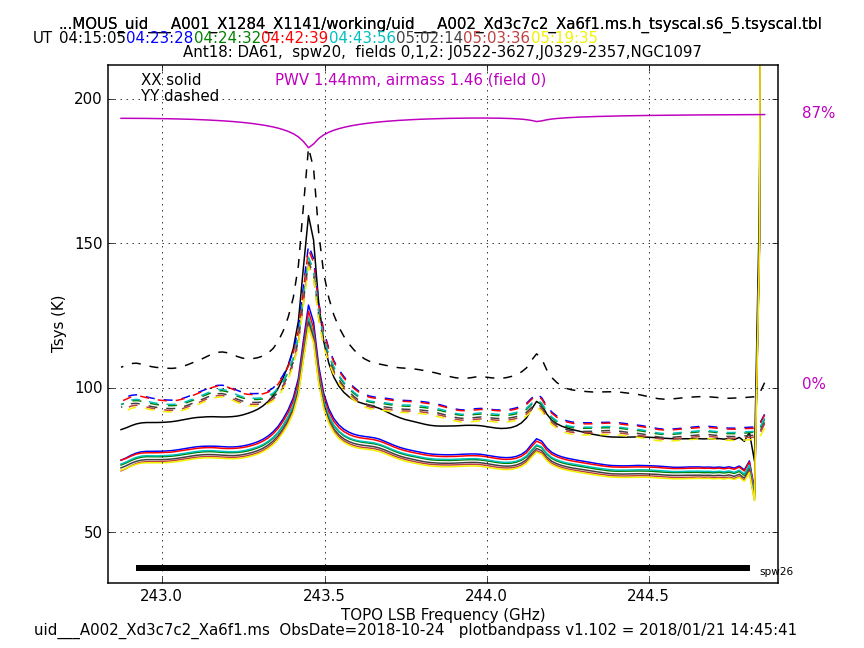 ...MOUS_uid___A001_X1284_X1141/working/uid___A002_Xd3c7c2_Xa6f1.ms.h_tsyscal.s6_5.tsyscal.tbl
UT 04:15:05 04:23:28 04:24:32 04:42:39 04:43:56 05:02:14 05:03:36 05:19:35
Ant18: DA61, spw20, fields 0,1,2: J0522-3627,J0329-2357,NGC1097
XX solid PWV 1.44mm, airmass 1.46 (field 0)
YY dashed
200
87%
150
Tsys (K)
100
0%
50
spw26
243.0 243.5 244.0 244.5
TOPO LSB Frequency (GHz)
uid___A002_Xd3c7c2_Xa6f1.ms ObsDate=2018-10-24 plotbandpass v1.102 = 2018/01/21 14:45:41